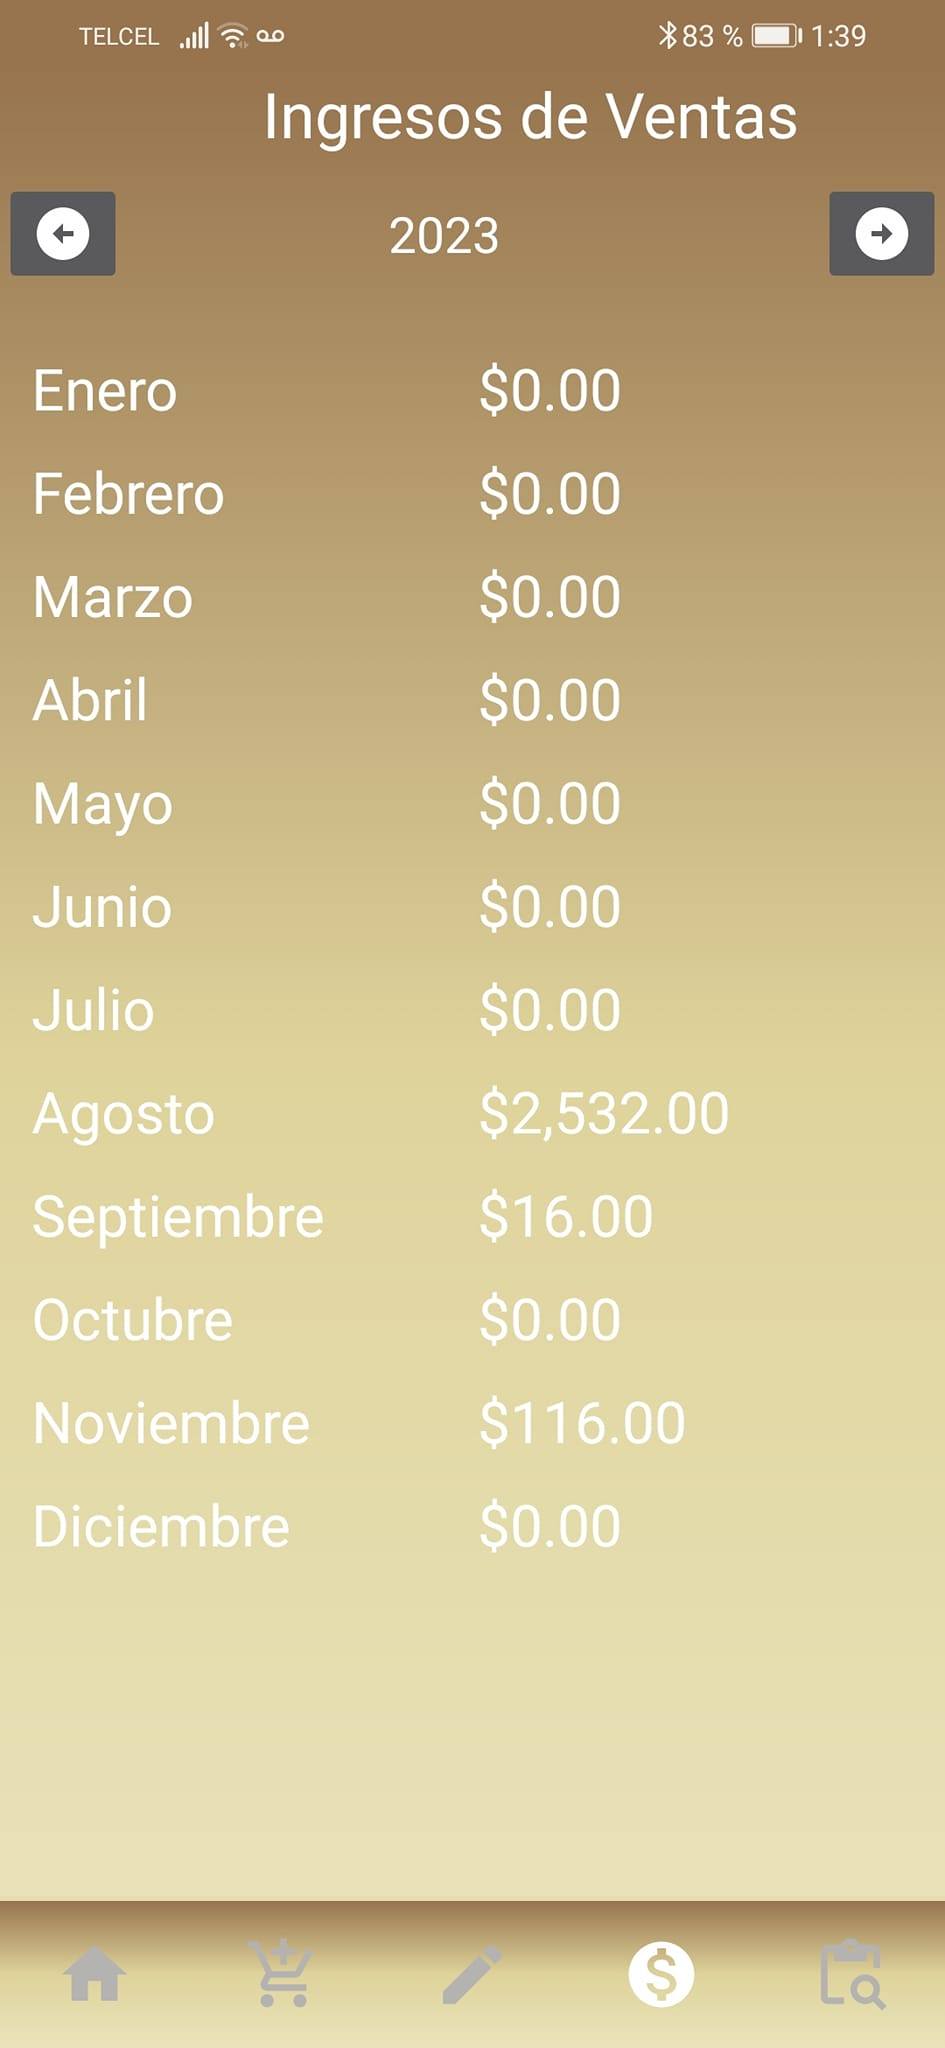 TELCEL 83 % 1:39
Ingresos de Ventas
2023
Enero $0.00
Febrero $0.00
Marzo $0.00
Abril $0.00
Mayo $0.00
Junio $0.00
Julio $0.00
Agosto $2,532.00
Septiembre $16.00
Octubre $0.00
Noviembre $116.00
Diciembre $0.00